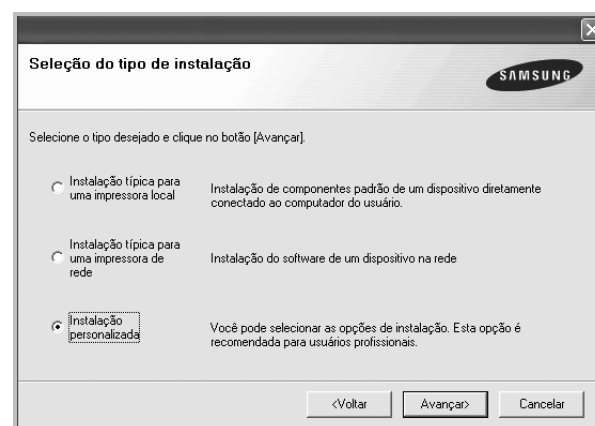 Seleção do tipo de instalação
SAMSUNG
Selecione o tipo desejado e clique no botão [Avançar].
Instalação típica para
uma impressora local
Instalação de componentes padrão de um dispositivo diretamente
conectado ao computador do usuário.
Instalação típica para
uma impressora de
rede
Instalação do software de um dispositivo na rede
Instalação
personalizada
Você pode selecionar as opções de instalação. Esta opção é
recomendada para usuários profissionais.
<Voltar
Avançar>
Cancelar